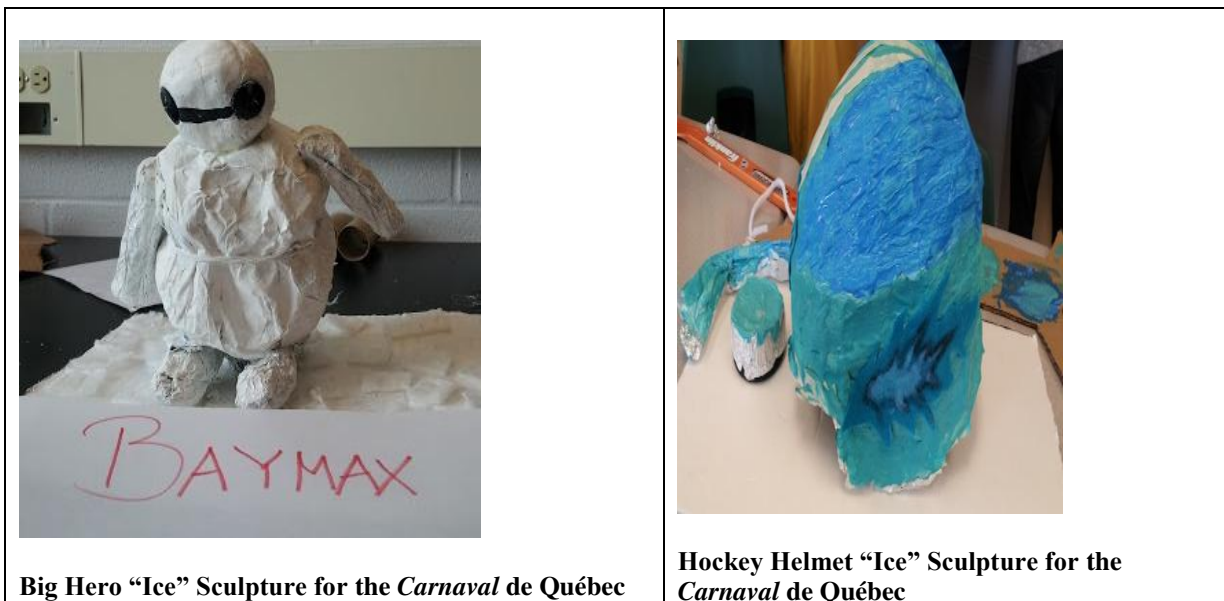 BAYMAX
Franklin
Big Hero “Ice” Sculpture for the Carnaval de Québec
Hockey Helmet “Ice” Sculpture for the
Carnaval de Québec